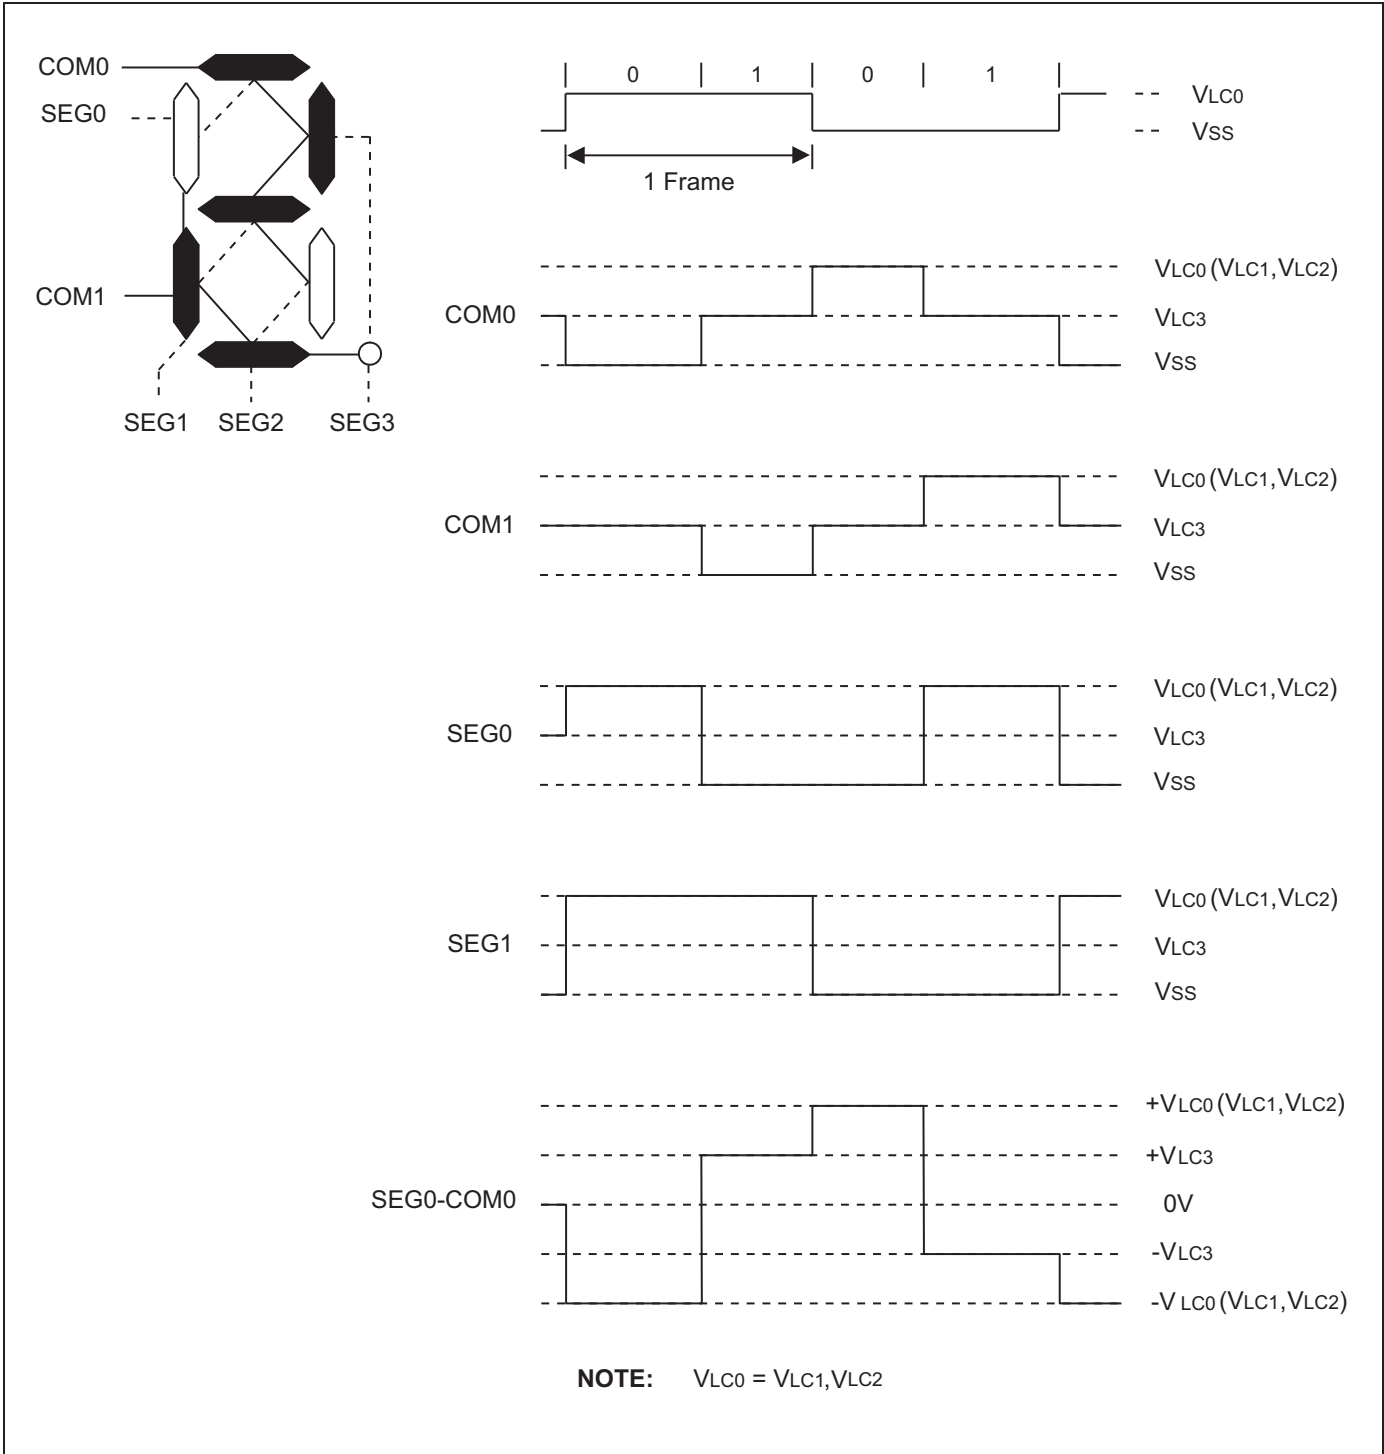 COM0
SEG0
COM1
SEG1 SEG2 SEG3
0 1 0 1
VLC0
VSS
1 Frame
COM0
VLC0 (VLC1,VLC2)
VLC3
VSS
COM1
VLC0 (VLC1,VLC2)
VLC3
VSS
SEG0
VLC0 (VLC1,VLC2)
VLC3
VSS
SEG1
VLC0 (VLC1,VLC2)
VLC3
VSS
SEG0-COM0
+VLC0 (VLC1,VLC2)
+VLC3
0V
-VLC3
-V LC0 (VLC1,VLC2)
NOTE: VLC0 = VLC1,VLC2